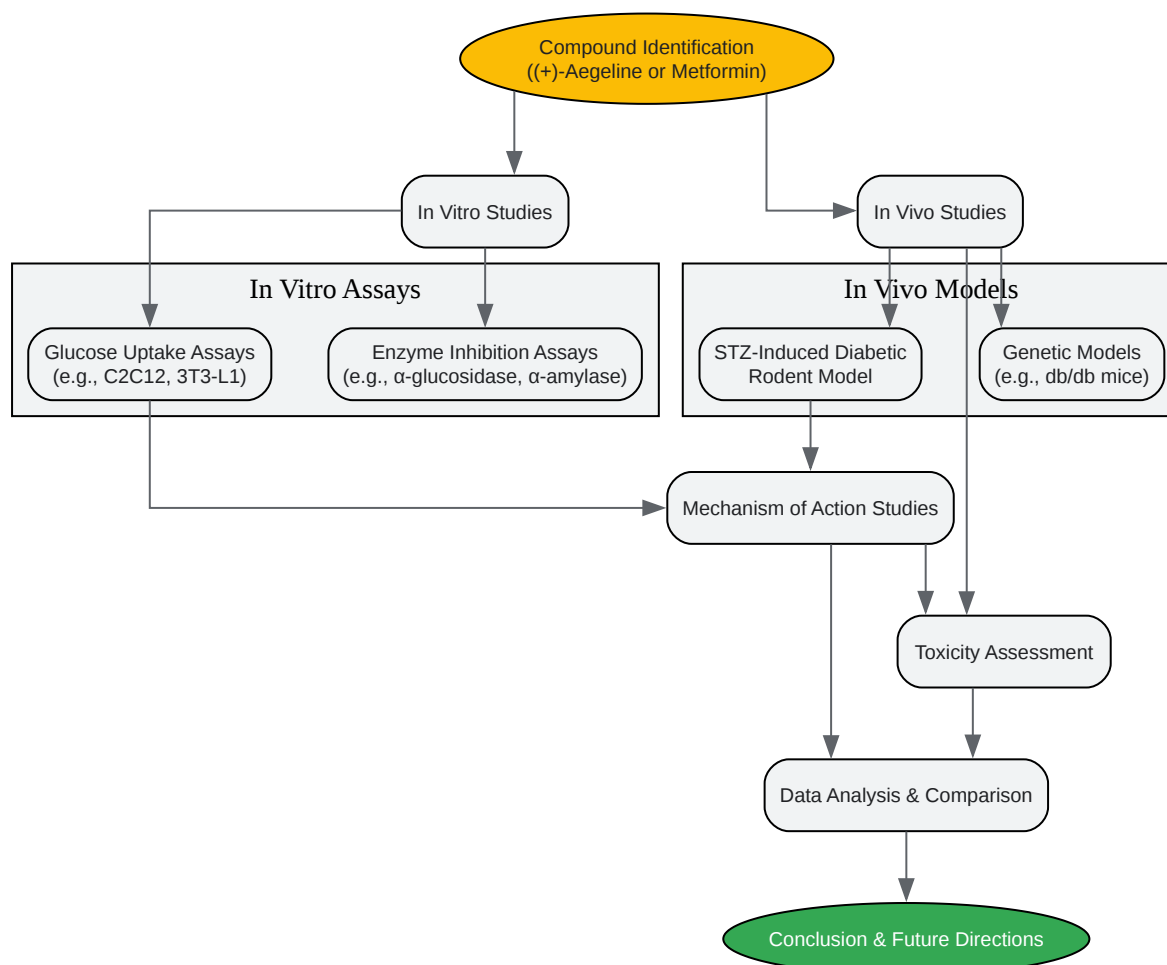 Compound Identification
((+)-Aegeline or Metformin)
In Vitro Studies
In Vivo Studies
In Vitro Assays
In Vivo Models
Glucose Uptake Assays
(e.g., C2C12, 3T3-L1)
Enzyme Inhibition Assays
(e.g., α-glucosidase, α-amylase)
STZ-Induced Diabetic
Rodent Model
Genetic Models
(e.g., db/db mice)
Mechanism of Action Studies
Toxicity Assessment
Data Analysis & Comparison
Conclusion & Future Directions